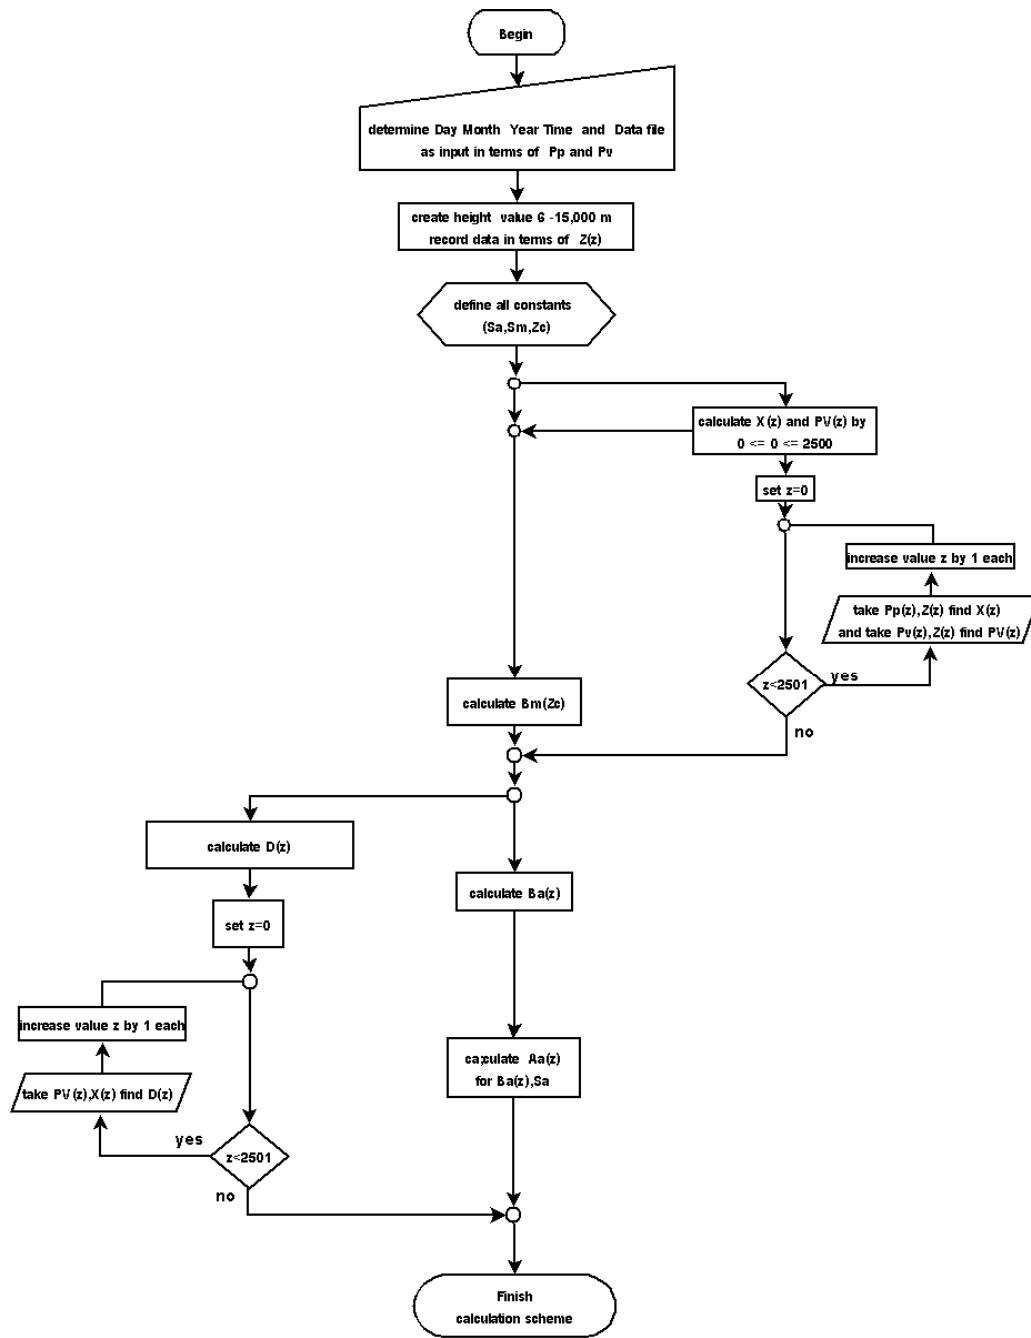 Begin
determine Day Month Year Time and Data file
as input in terms of Pp and Pv
create height value 6 -15,000 m
record data in terms of Z(z)
define all constants
(Sa,Sm,Zc)
calculate X(z) and PV(z) by
0 <= 0 <= 2500
set z=0
increase value z by 1 each
take Pp(z),Z(z) find X(z)
and take Pv(z),Z(z) find PV(z)
z<2501
yes
no
calculate Bm(Zc)
calculate D(z)
calculate Ba(z)
set z=0
increase value z by 1 each
take PV(z),X(z) find D(z)
yes
z<2501
no
ca;culate Aa(z)
for Ba(z),Sa
Finish
calculation scheme